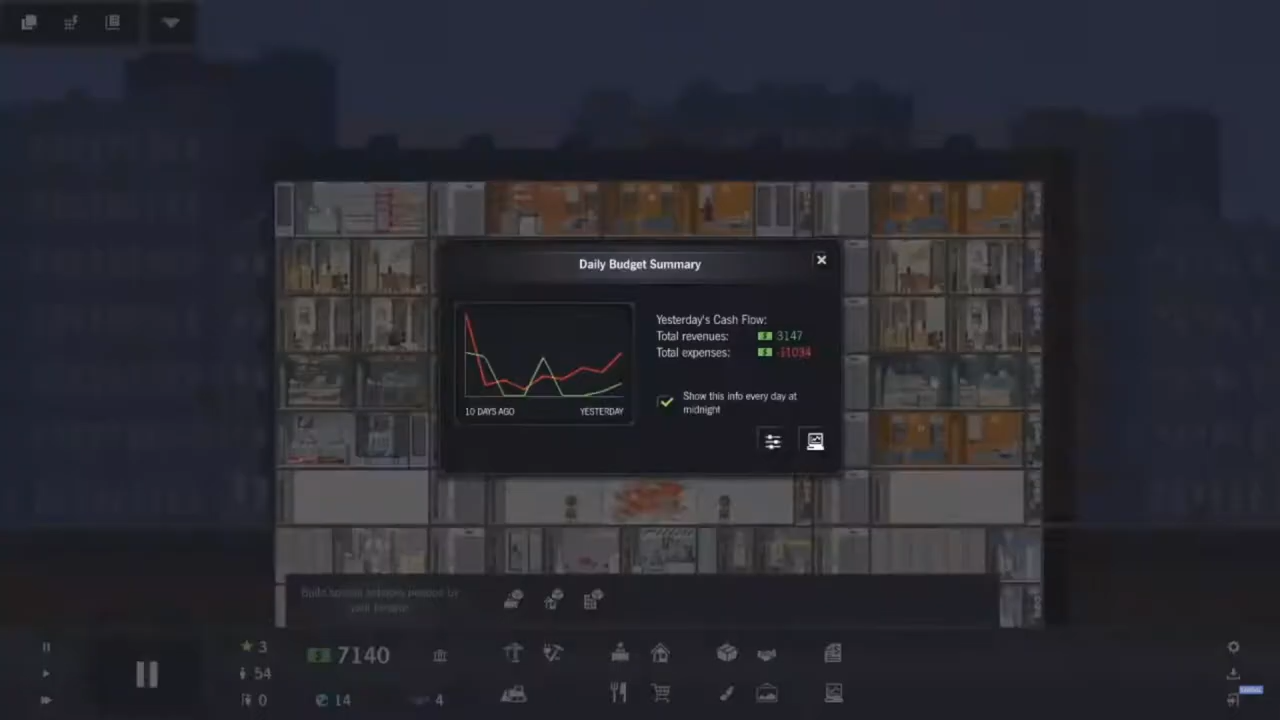 Daily Budget Summary
Yesterday's Cash Flow:
Total revenues: 3147
Total expenses: -11034
10 DAYS AGO YESTERDAY
Show this info every day at
midnight
3
7140
54
0 14 4